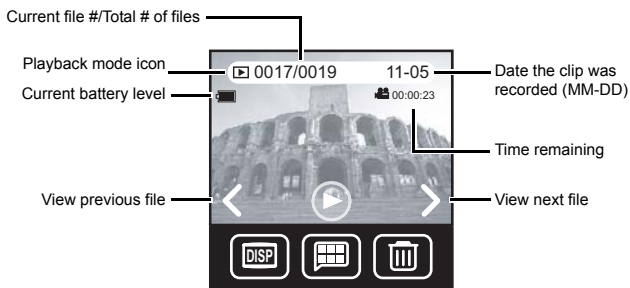 Current file #/Total # of files
Playback mode icon
Current battery level
0017/0019 11-05
00:00:23
Date the clip was
recorded (MM-DD)
Time remaining
View previous file
View next file
DISP